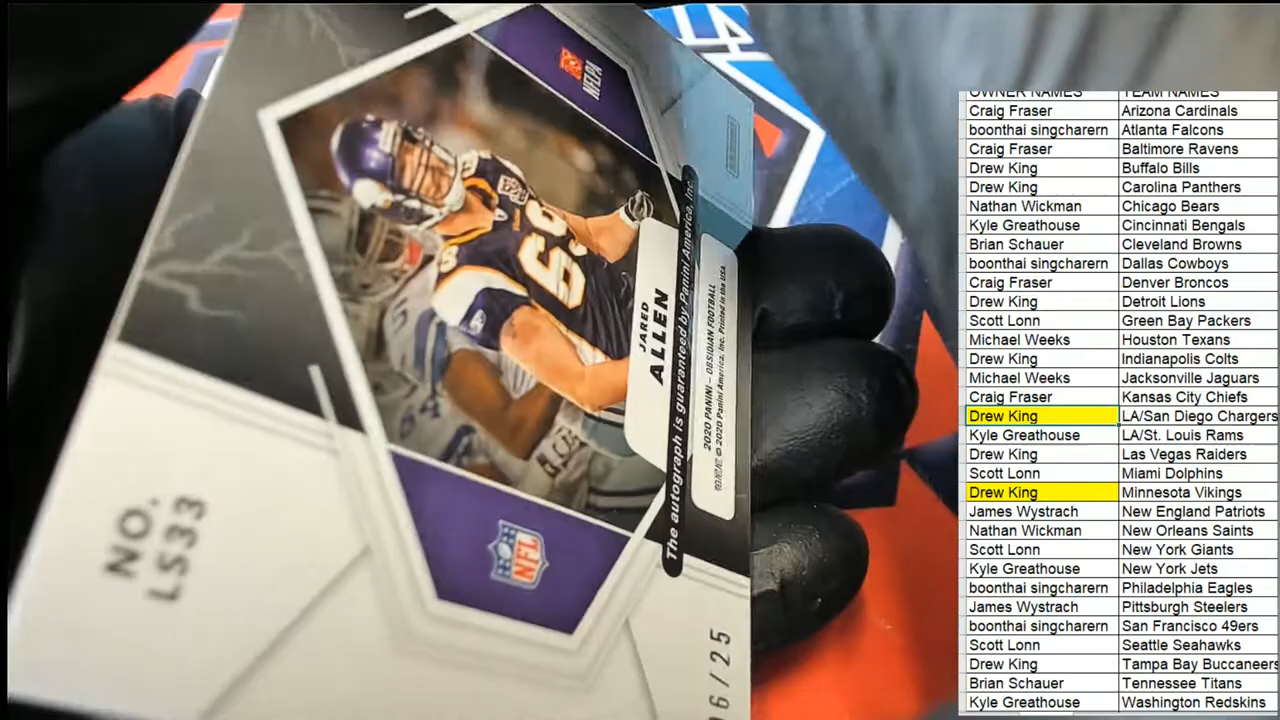 NFLPA
69
JARED
ALLEN
The autograph is guaranteed by Panini America, Inc.
2020 PANINI – OBSIDIAN FOOTBALL
© 2020 Panini America, Inc. Printed in the USA
NFL
NO.
LS33
6/25
OWNER NAMES TEAM NAMES
Craig Fraser Arizona Cardinals
boonthai singcharern Atlanta Falcons
Craig Fraser Baltimore Ravens
Drew King Buffalo Bills
Drew King Carolina Panthers
Nathan Wickman Chicago Bears
Kyle Greathouse Cincinnati Bengals
Brian Schauer Cleveland Browns
boonthai singcharern Dallas Cowboys
Craig Fraser Denver Broncos
Drew King Detroit Lions
Scott Lonn Green Bay Packers
Michael Weeks Houston Texans
Drew King Indianapolis Colts
Michael Weeks Jacksonville Jaguars
Craig Fraser Kansas City Chiefs
Drew King LA/San Diego Chargers
Kyle Greathouse LA/St. Louis Rams
Drew King Las Vegas Raiders
Scott Lonn Miami Dolphins
Drew King Minnesota Vikings
James Wystrach New England Patriots
Nathan Wickman New Orleans Saints
Scott Lonn New York Giants
Kyle Greathouse New York Jets
boonthai singcharern Philadelphia Eagles
James Wystrach Pittsburgh Steelers
boonthai singcharern San Francisco 49ers
Scott Lonn Seattle Seahawks
Drew King Tampa Bay Buccaneers
Brian Schauer Tennessee Titans
Kyle Greathouse Washington Redskins